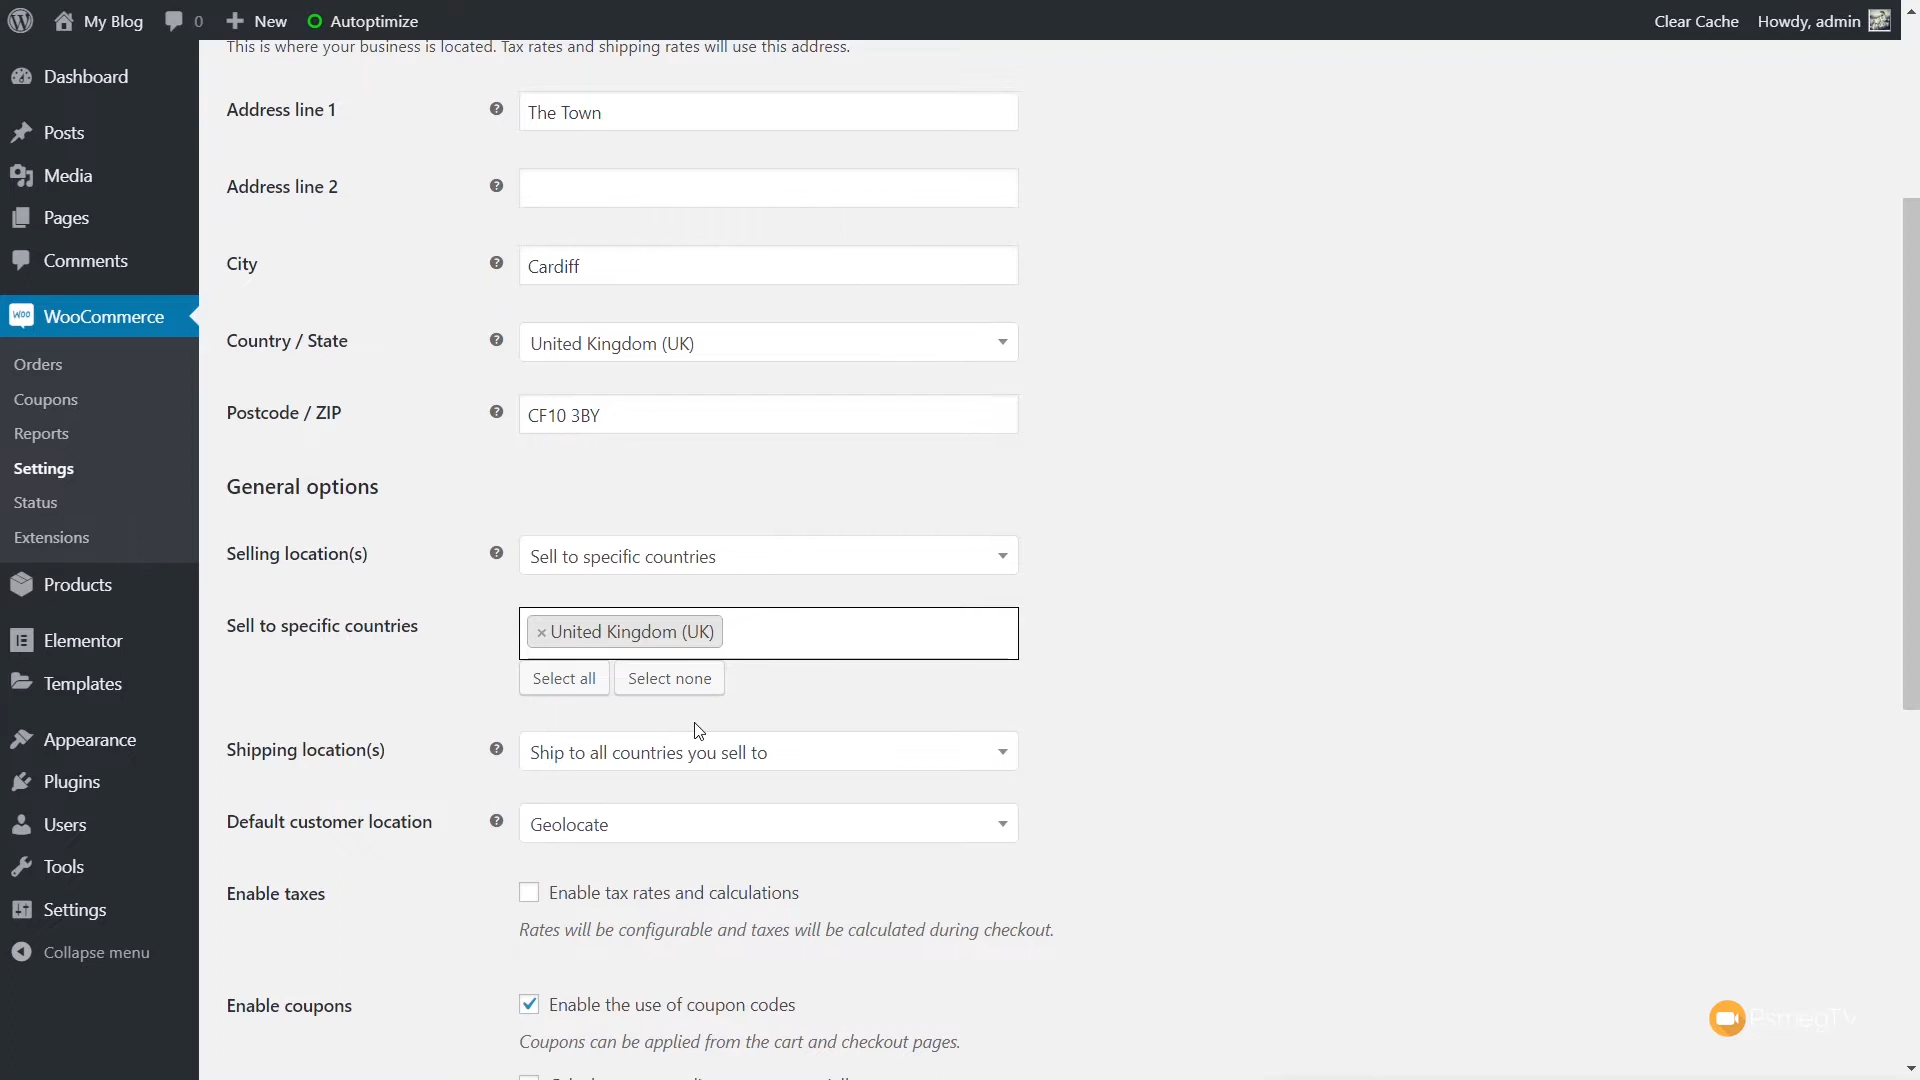 My Blog 0 New Autoptimize Clear Cache Howdy, admin
This is where your business is located. Tax rates and shipping rates will use this address.
Dashboard
Posts
Media
Pages
Comments
WOO WooCommerce
Orders
Coupons
Reports
Settings
Status
Extensions
Products
Elementor
Templates
Appearance
Plugins
Users
Tools
Settings
Collapse menu
Address line 1 The Town
Address line 2
City Cardiff
Country / State United Kingdom (UK)
Postcode / ZIP CF10 3BY
General options
Selling location(s) Sell to specific countries
Sell to specific countries × United Kingdom (UK)
Select all Select none
Shipping location(s) Ship to all countries you sell to
Default customer location Geolocate
Enable taxes Enable tax rates and calculations
Rates will be configurable and taxes will be calculated during checkout.
Enable coupons Enable the use of coupon codes
Coupons can be applied from the cart and checkout pages.